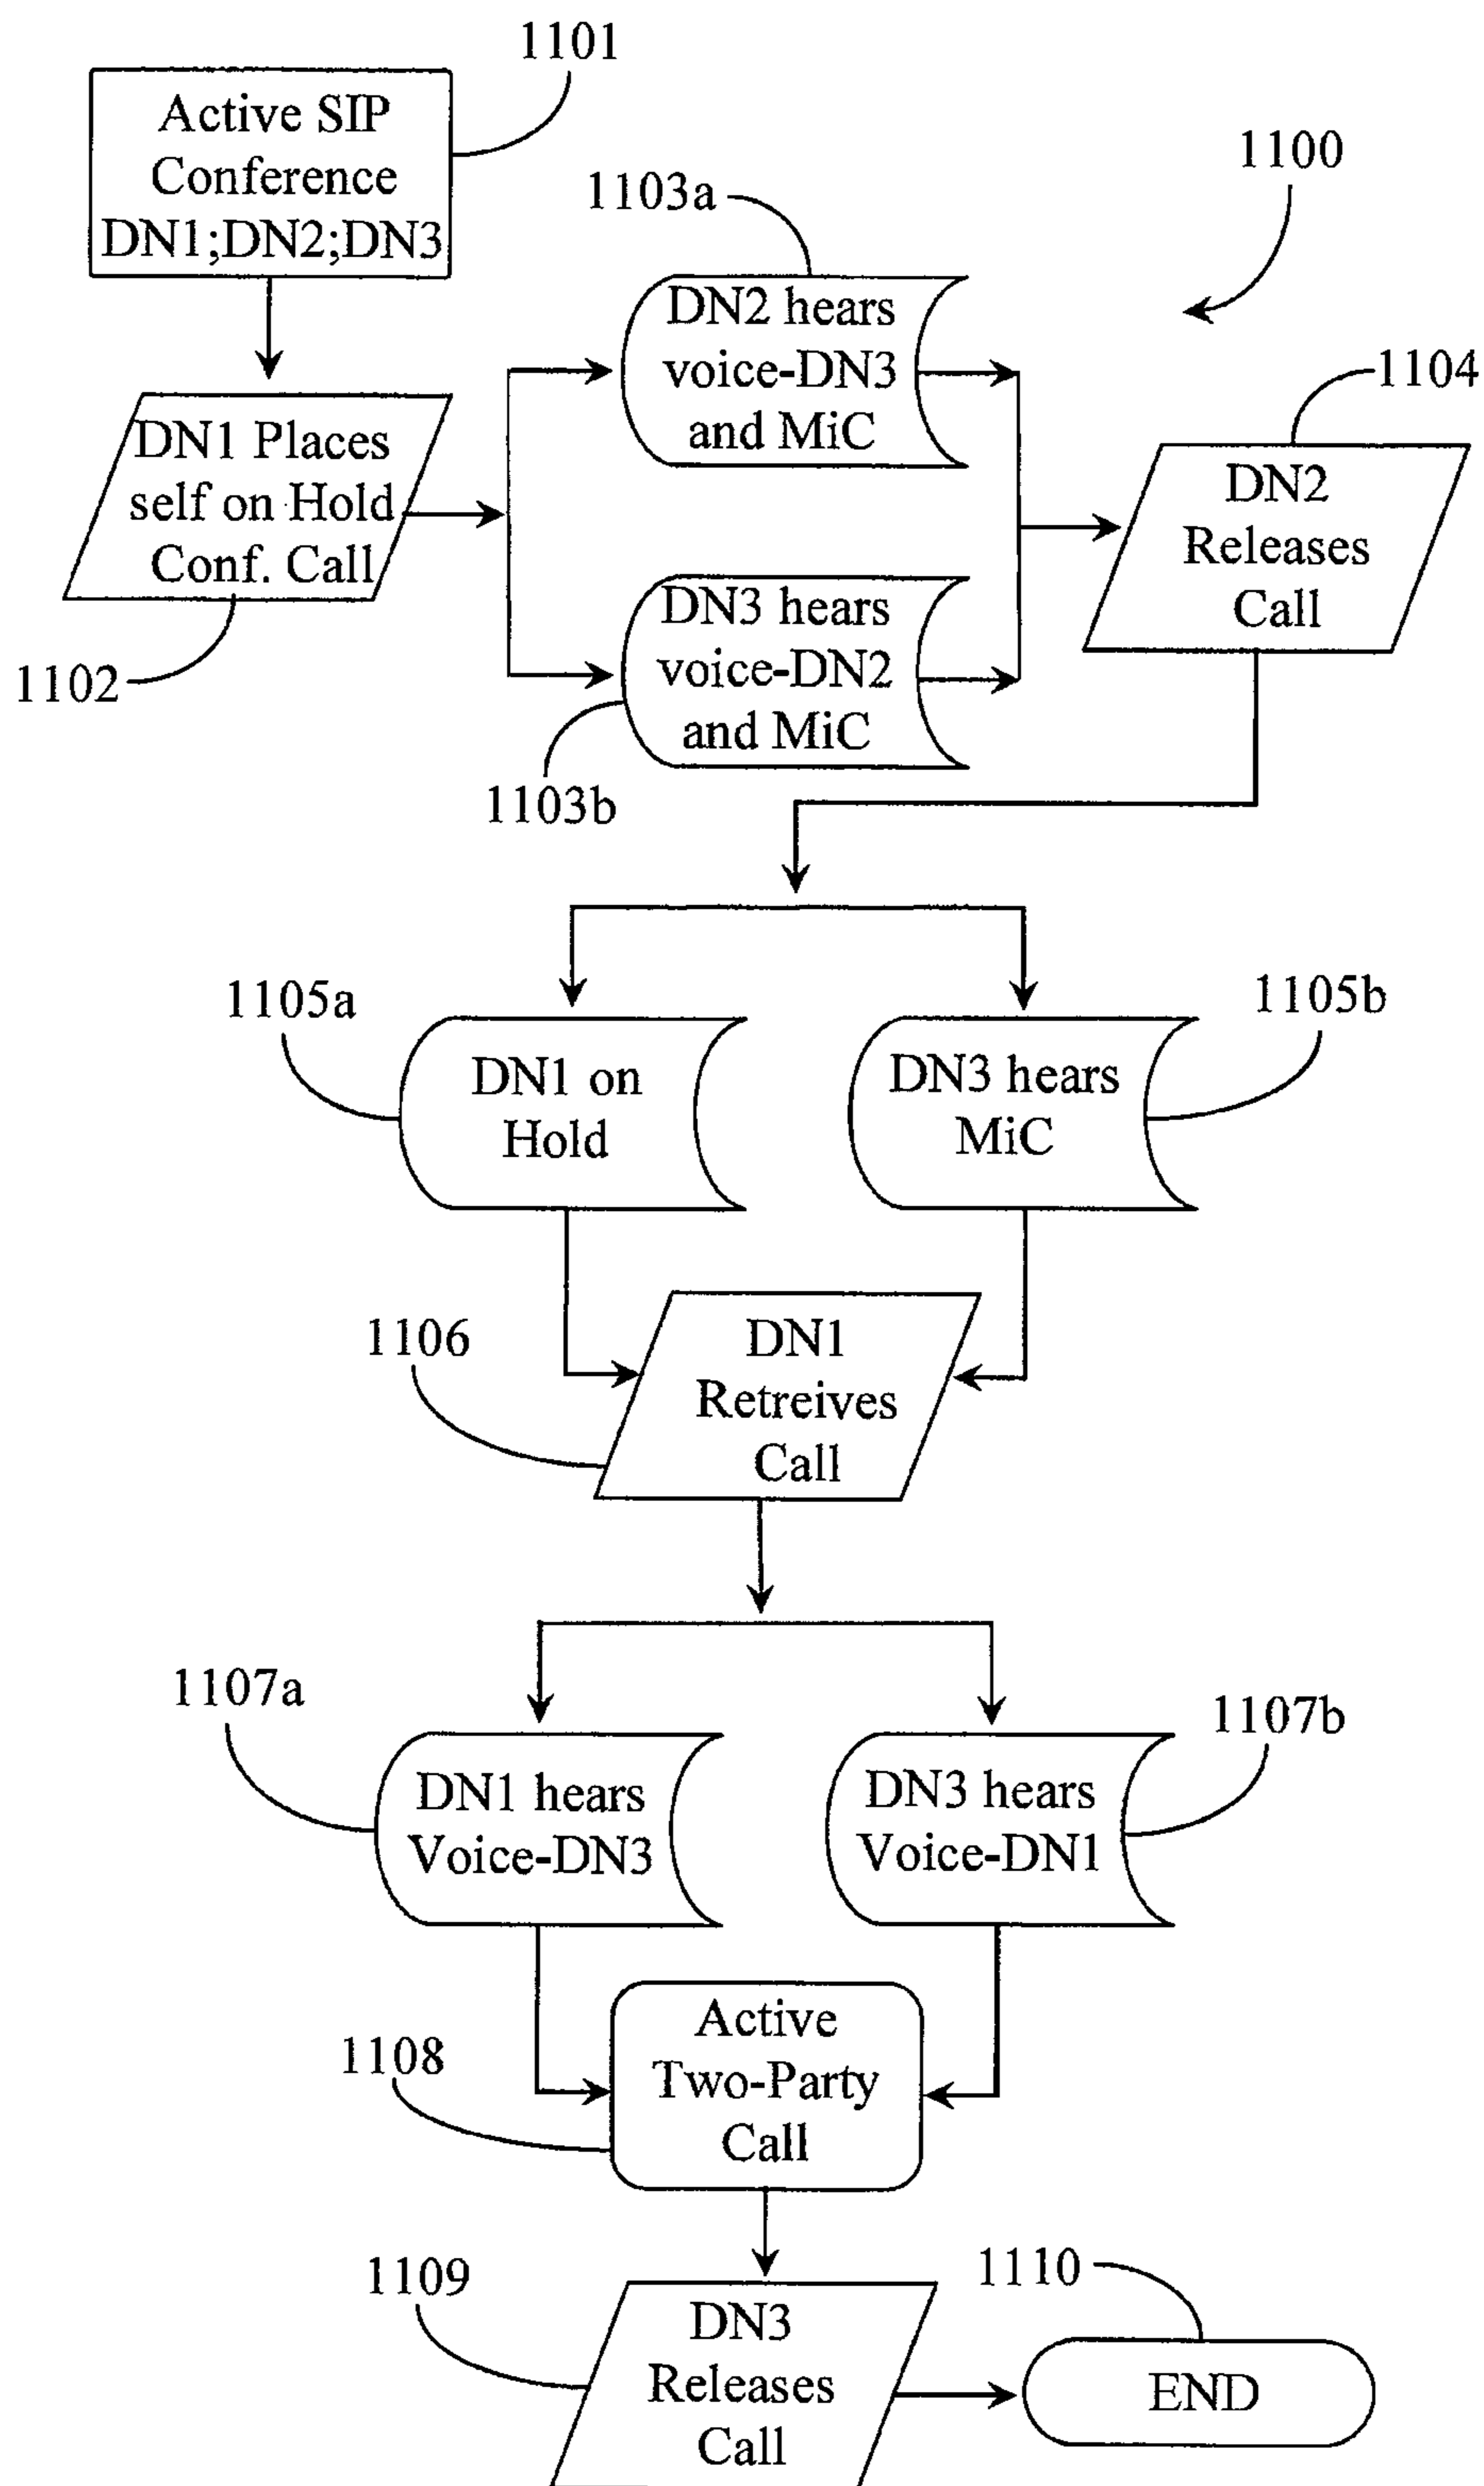 1101
Active SIP
Conference
DN1;DN2;DN3
1100
1103a
DN2 hears
voice-DN3
and MiC
1104
DN1 Places
self on Hold
Conf. Call
DN2
Releases
Call
1102
DN3 hears
voice-DN2
and MiC
1103b
1105a
1105b
DN1 on
Hold
DN3 hears
MiC
1106
DN1
Retreives
Call
1107a
1107b
DN1 hears
Voice-DN3
DN3 hears
Voice-DN1
1108
Active
Two-Party
Call
1109
1110
DN3
Releases
Call
END